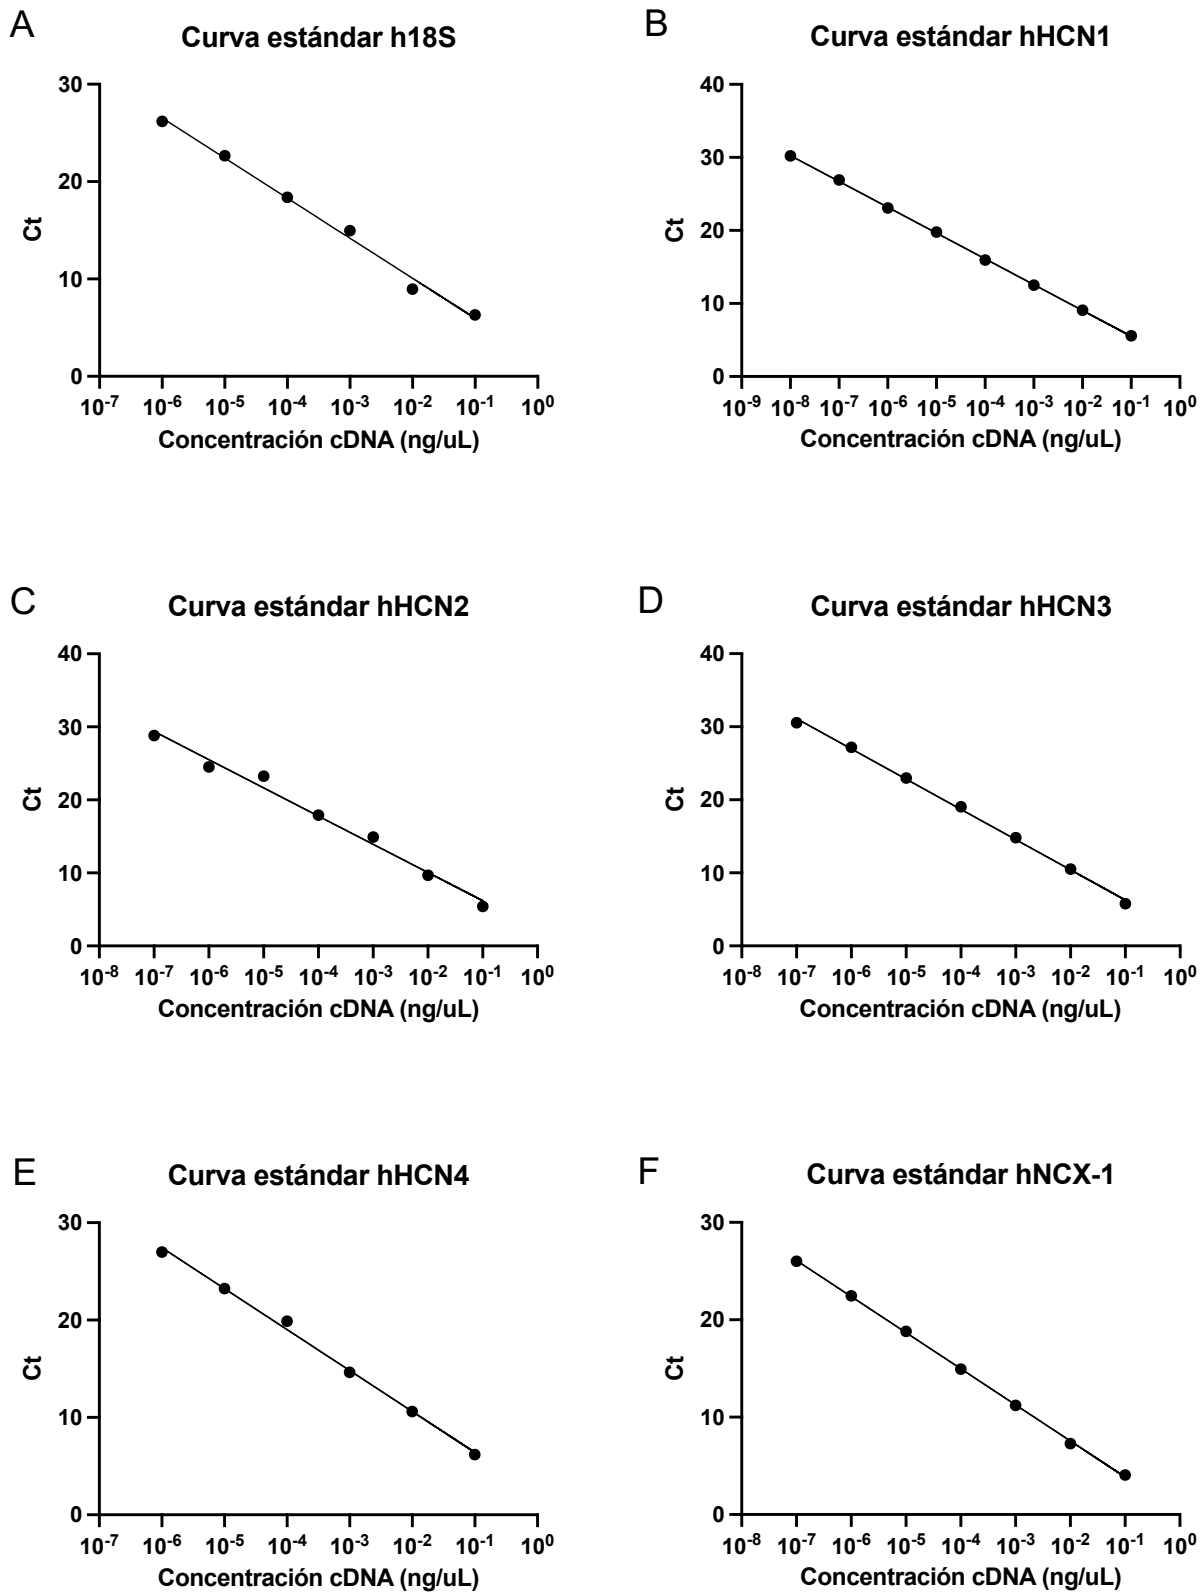 A
Curva estándar h18S
30
20
10
0
Ct
10⁻⁷ 10⁻⁶ 10⁻⁵ 10⁻⁴ 10⁻³ 10⁻² 10⁻¹ 10⁰
Concentración cDNA (ng/uL)
B
Curva estándar hHCN1
40
30
20
10
0
Ct
10⁻⁹ 10⁻⁸ 10⁻⁷ 10⁻⁶ 10⁻⁵ 10⁻⁴ 10⁻³ 10⁻² 10⁻¹ 10⁰
Concentración cDNA (ng/uL)
C
Curva estándar hHCN2
40
30
20
10
0
Ct
10⁻⁸ 10⁻⁷ 10⁻⁶ 10⁻⁵ 10⁻⁴ 10⁻³ 10⁻² 10⁻¹ 10⁰
Concentración cDNA (ng/uL)
D
Curva estándar hHCN3
40
30
20
10
0
Ct
10⁻⁸ 10⁻⁷ 10⁻⁶ 10⁻⁵ 10⁻⁴ 10⁻³ 10⁻² 10⁻¹ 10⁰
Concentración cDNA (ng/uL)
E
Curva estándar hHCN4
30
20
10
0
Ct
10⁻⁷ 10⁻⁶ 10⁻⁵ 10⁻⁴ 10⁻³ 10⁻² 10⁻¹ 10⁰
Concentración cDNA (ng/uL)
F
Curva estándar hNCX-1
30
20
10
0
Ct
10⁻⁸ 10⁻⁷ 10⁻⁶ 10⁻⁵ 10⁻⁴ 10⁻³ 10⁻² 10⁻¹ 10⁰
Concentración cDNA (ng/uL)